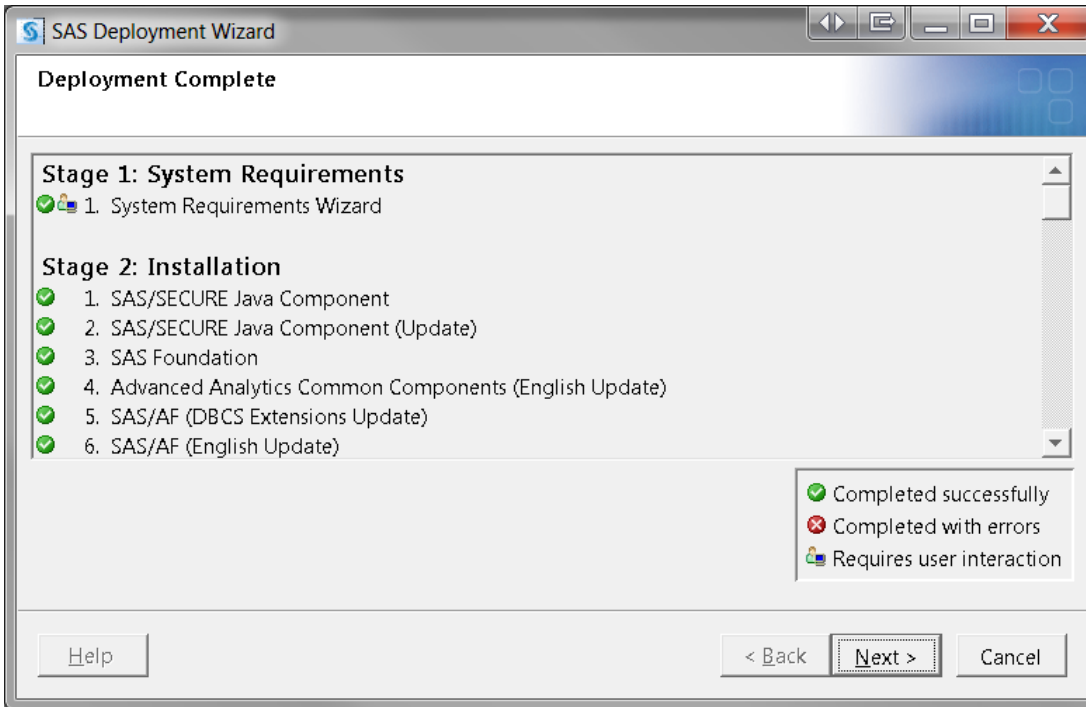 SAS Deployment Wizard
Deployment Complete
Stage 1: System Requirements
1. System Requirements Wizard
Stage 2: Installation
1. SAS/SECURE Java Component
2. SAS/SECURE Java Component (Update)
3. SAS Foundation
4. Advanced Analytics Common Components (English Update)
5. SAS/AF (DBCS Extensions Update)
6. SAS/AF (English Update)
Completed successfully
Completed with errors
Requires user interaction
Help
< Back
Next >
Cancel